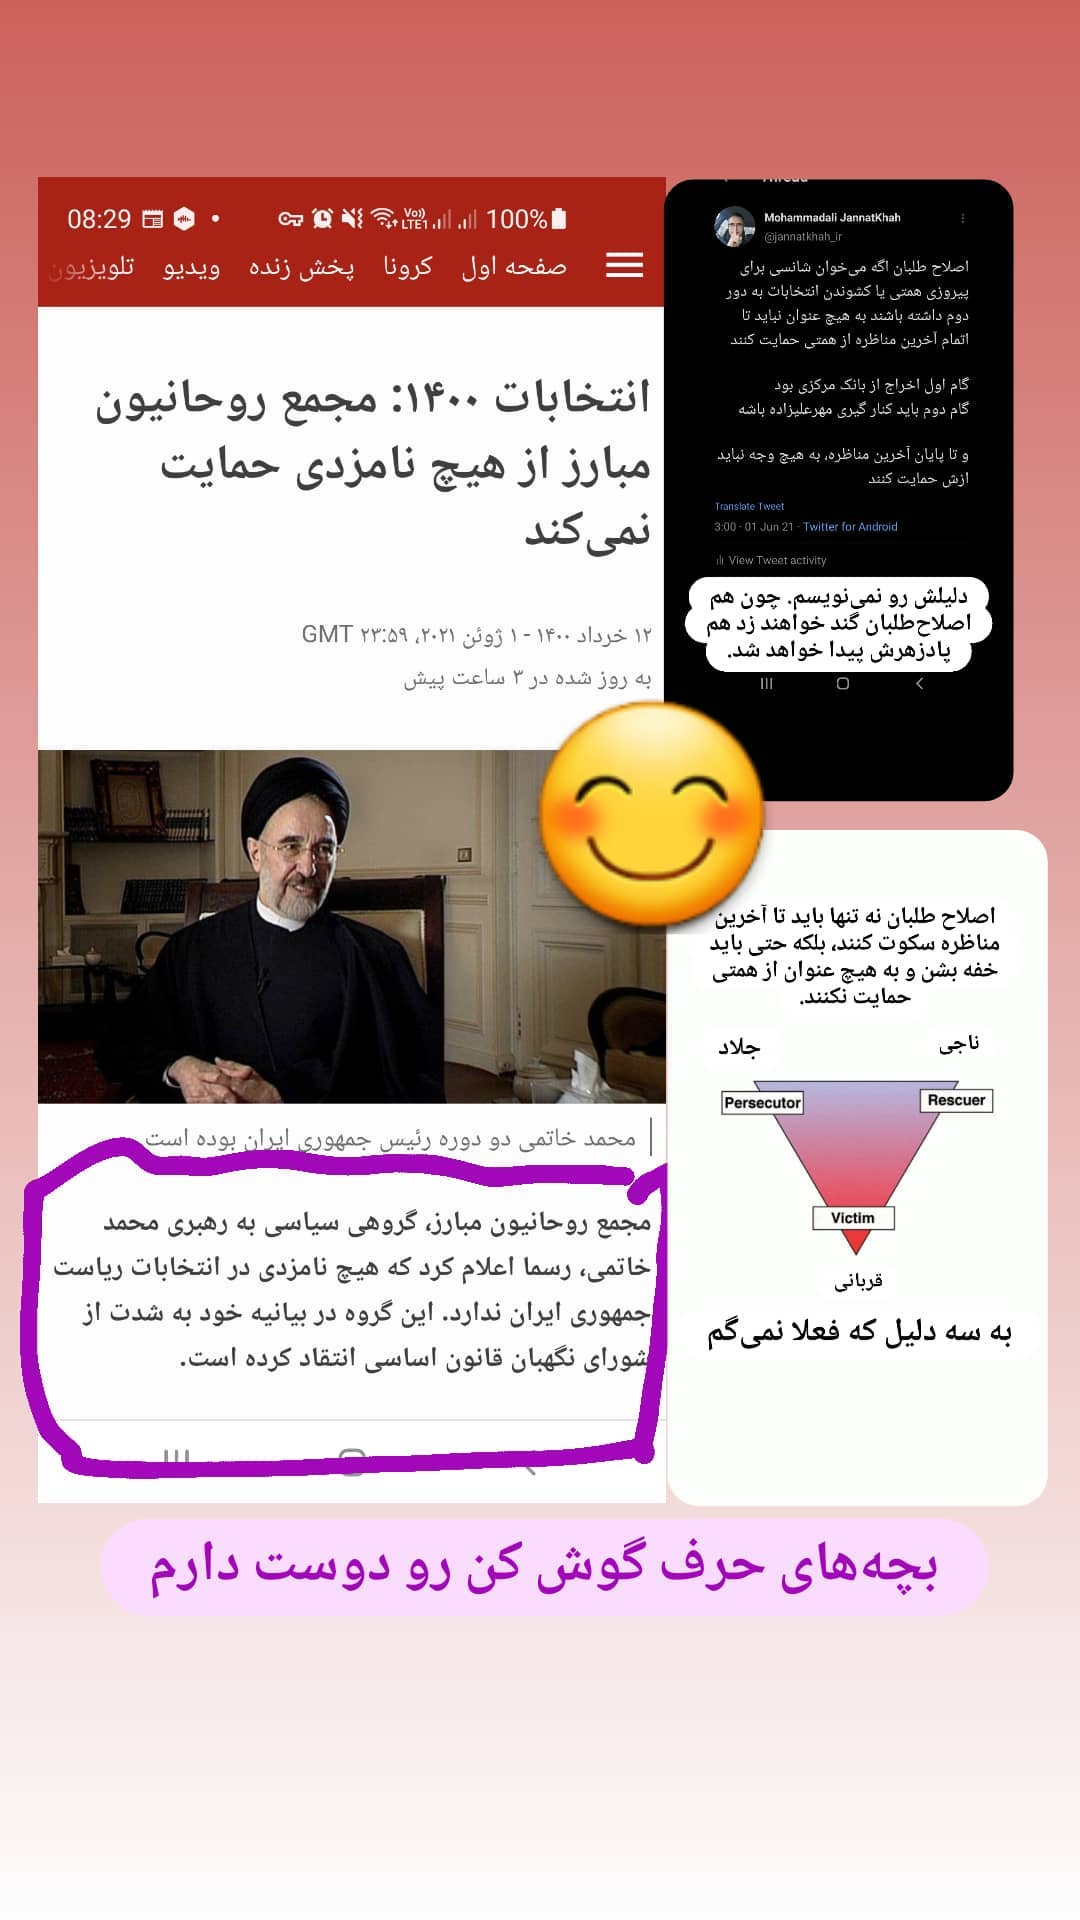 08:29
100%
صفحه اول کرونا پخش زنده ویدیو تلویزیون
انتخابات ۱۴۰۰: مجمع روحانیون
مبارز از هیچ نامزدی حمایت
نمی‌کند
۱۲ خرداد ۱۴۰۰ - ۱ ژوئن ۲۰۲۱، ۲۳:۵۹ GMT
به روز شده در ۳ ساعت پیش
محمد خاتمی دو دوره رئیس جمهوری ایران بوده است
مجمع روحانیون مبارز، گروهی سیاسی به رهبری محمد
خاتمی، رسما اعلام کرد که هیچ نامزدی در انتخابات ریاست
جمهوری ایران ندارد. این گروه در بیانیه خود به شدت از
شورای نگهبان قانون اساسی انتقاد کرده است.
Thread
Mohammadali JannatKhah
@jannatkhah_ir
اصلاح طلبان اگه می‌خوان شانسی برای
پیروزی همتی یا کشوندن انتخابات به دور
دوم داشته باشند به هیچ عنوان نباید تا
اتمام آخرین مناظره از همتی حمایت کنند
گام اول اخراج از بانک مرکزی بود
گام دوم باید کنار گیری مهرعلیزاده باشه
و تا پایان آخرین مناظره، به هیچ وجه نباید
ازش حمایت کنند
Translate Tweet
3:00 · 01 Jun 21 · Twitter for Android
View Tweet activity
دلیلش رو نمی‌نویسم. چون هم
اصلاح‌طلبان گند خواهند زد هم
پادزهرش پیدا خواهد شد.
اصلاح طلبان نه تنها باید تا آخرین
مناظره سکوت کنند، بلکه حتی باید
خفه بشن و به هیچ عنوان از همتی
حمایت نکنند.
ناجی
جلاد
Persecutor
Rescuer
Victim
قربانی
به سه دلیل که فعلا نمی‌گم
بچه‌های حرف گوش کن رو دوست دارم